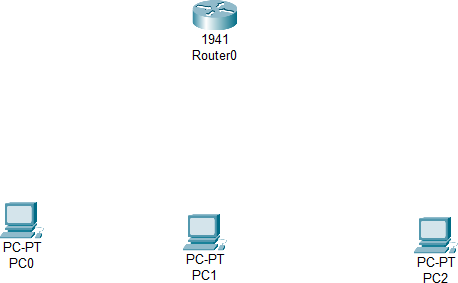 1941
Router0
PC-PT
PC0
PC-PT
PC1
PC-PT
PC2